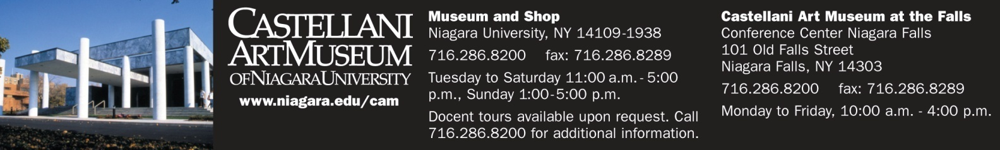 CASTELLANI
ARTMUSEUM
OFNIAGARAUNIVERSITY
www.niagara.edu/cam
Museum and Shop
Niagara University, NY 14109-1938
716.286.8200 fax: 716.286.8289
Tuesday to Saturday 11:00 a.m. - 5:00
p.m., Sunday 1:00-5:00 p.m.
Docent tours available upon request. Call
716.286.8200 for additional information.
Castellani Art Museum at the Falls
Conference Center Niagara Falls
101 Old Falls Street
Niagara Falls, NY 14303
716.286.8200 fax: 716.286.8289
Monday to Friday, 10:00 a.m. - 4:00 p.m.